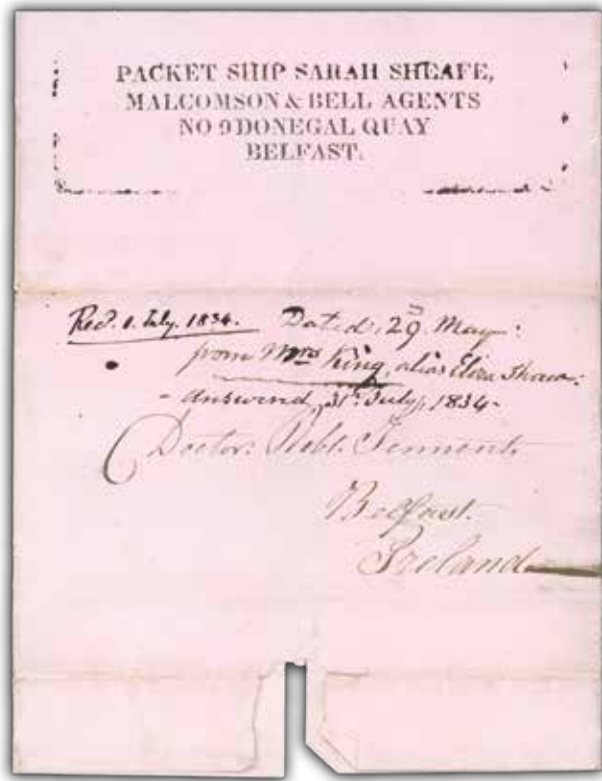 PACKET SHIP SARAH SHEAFE,
MALCOMSON & BELL AGENTS
NO 9 DONEGAL QUAY
BELFAST.
Recd. 1. July. 1834. Dated, 29 May:
from Mrs King, alias Eliza Shaw:
- Answered, 31st July, 1834 -
Doctor: Robt. Tennent
Belfast.
Ireland